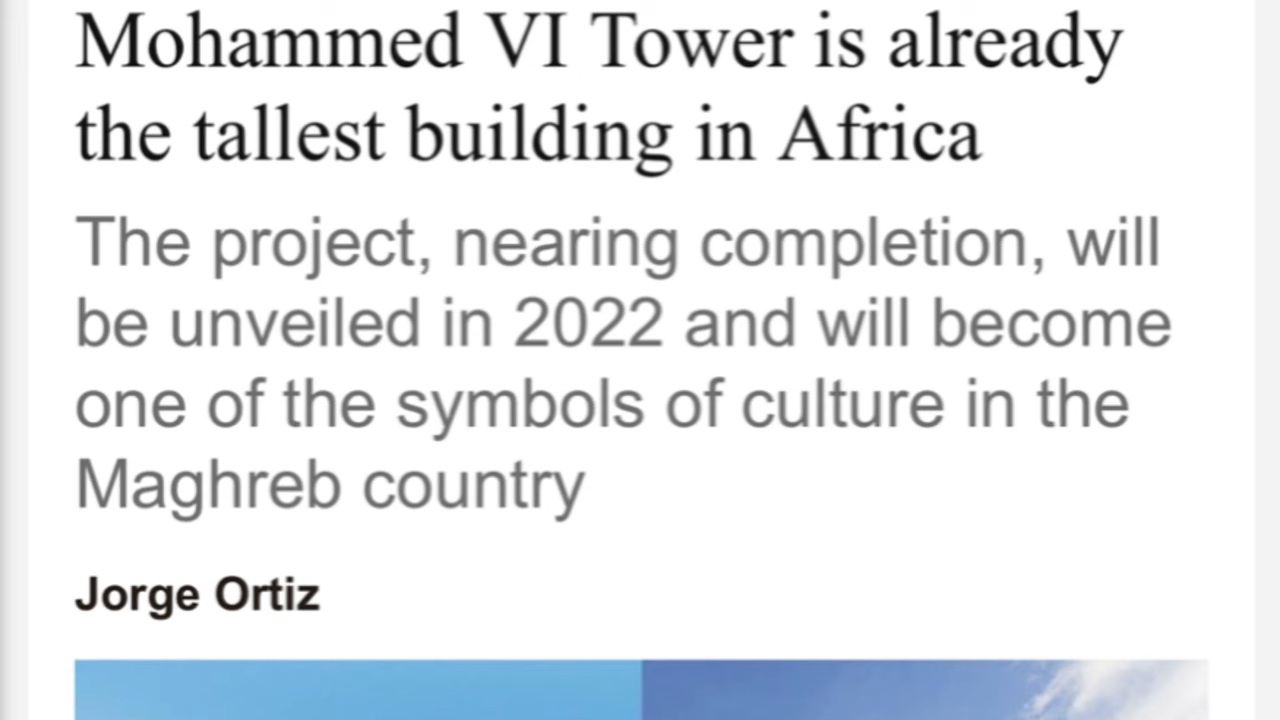 Mohammed VI Tower is already
the tallest building in Africa
The project, nearing completion, will
be unveiled in 2022 and will become
one of the symbols of culture in the
Maghreb country
Jorge Ortiz